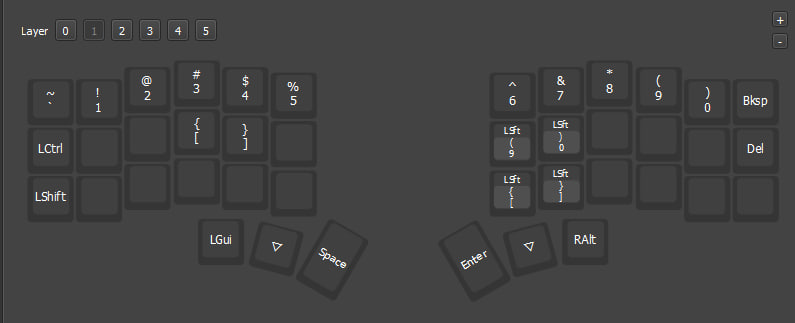 Layer 0 1 2 3 4 5
+
-
~ ! @ # $ % ^ & * ( ) Bksp
` 1 2 3 4 5 6 7 8 9 0
LCtrl { } LSft LSft Del
[ ] ( )
9 0
LShift LSft LSft
{ }
[ ]
LGui ▽ Space Enter ▽ RAlt